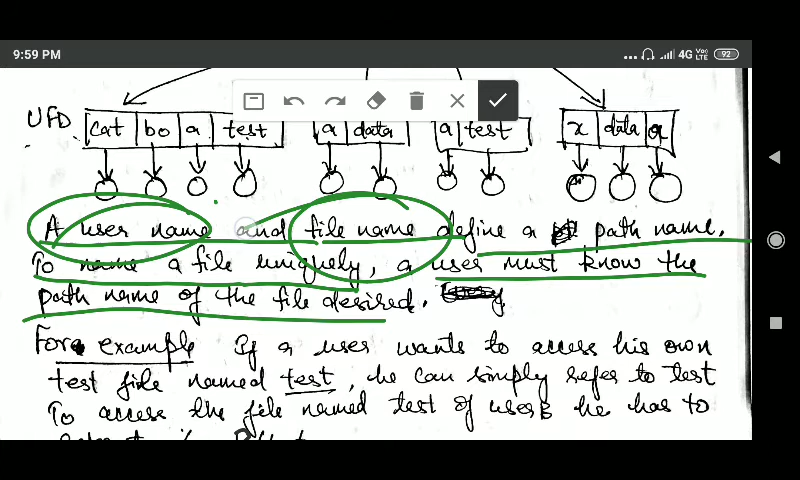 9:59 PM ... 4G VoLTE 92
UFD cat bo a test a data a test x data a
A user name and file name define a path name.
To name a file uniquely, a user must know the
path name of the file desired.
For example If a user wants to access his own
test file named test, he can simply refer to test
To access the file named test of userB he has to